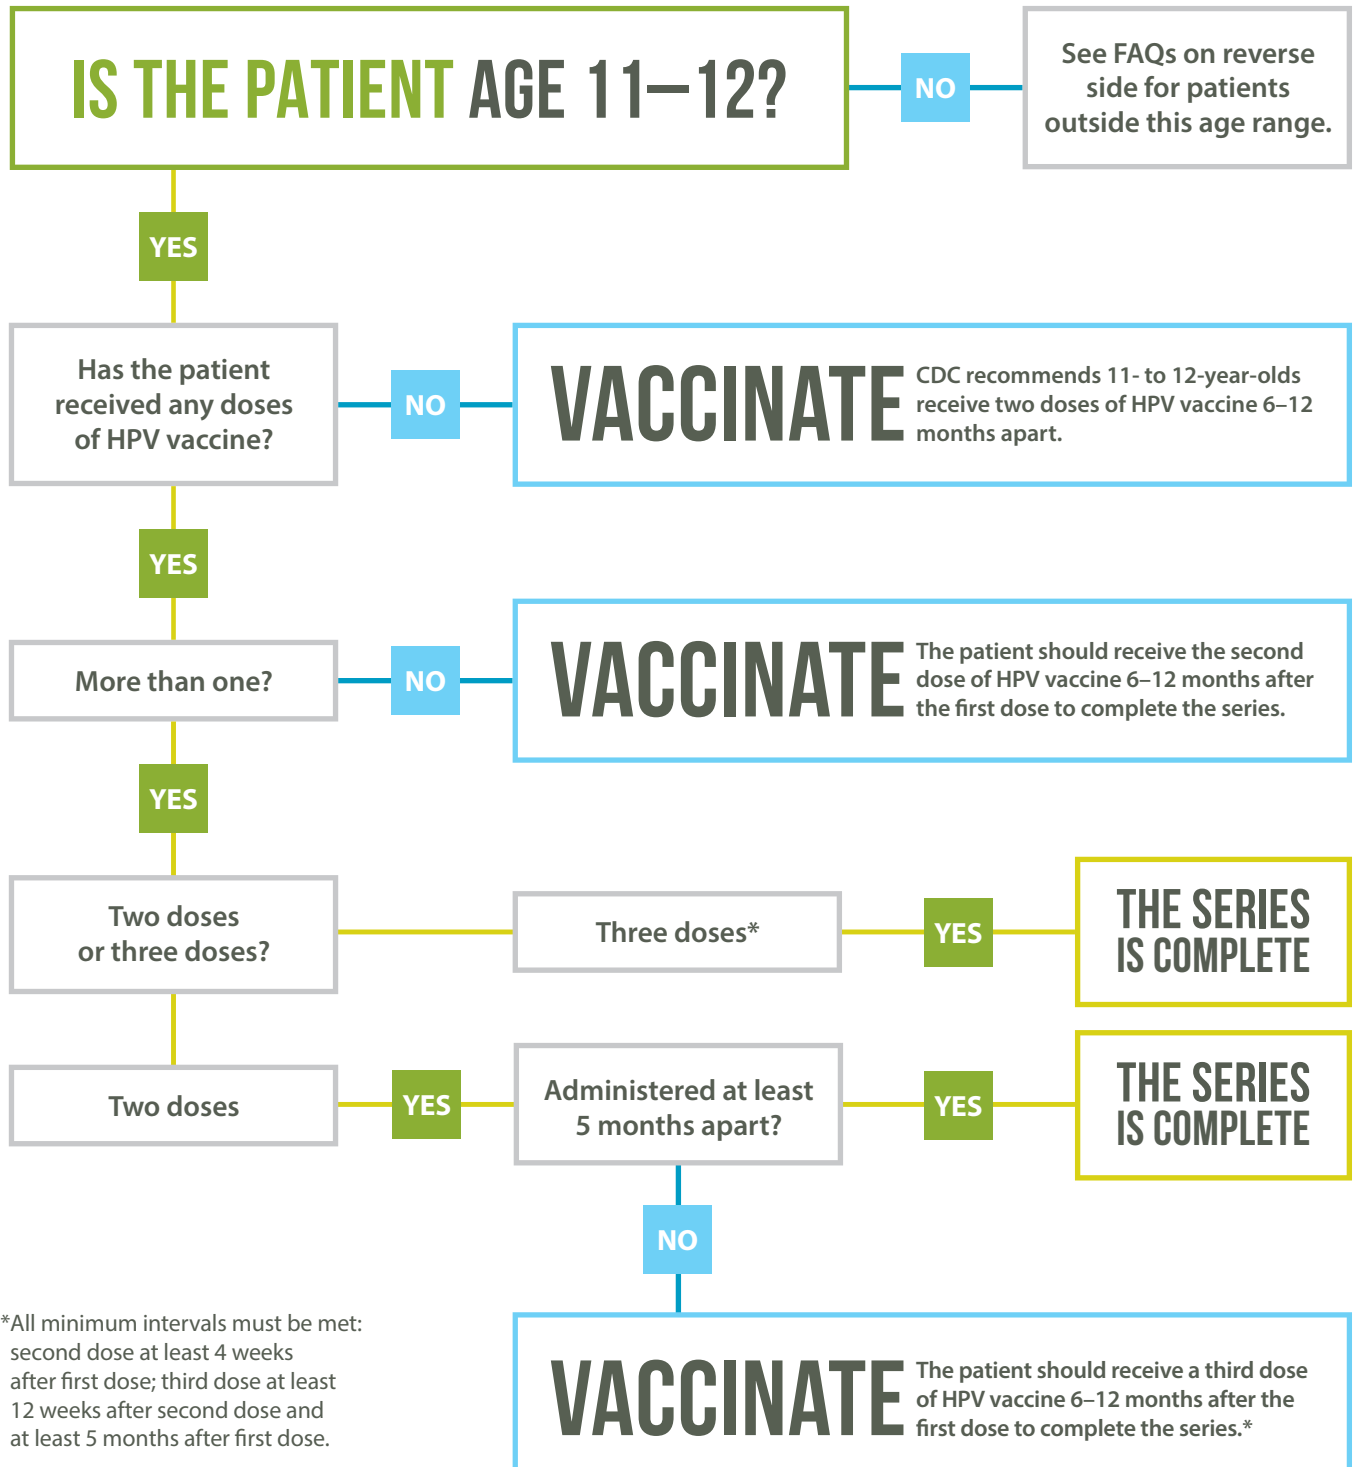 IS THE PATIENT AGE 11–12?
NO
See FAQs on reverse
side for patients
outside this age range.
YES
Has the patient
received any doses
of HPV vaccine?
NO
VACCINATE
CDC recommends 11- to 12-year-olds
receive two doses of HPV vaccine 6–12
months apart.
YES
More than one?
NO
VACCINATE
The patient should receive the second
dose of HPV vaccine 6–12 months after
the first dose to complete the series.
YES
Two doses
or three doses?
Three doses*
YES
THE SERIES
IS COMPLETE
Two doses
YES
Administered at least
5 months apart?
YES
THE SERIES
IS COMPLETE
NO
*All minimum intervals must be met:
second dose at least 4 weeks
after first dose; third dose at least
12 weeks after second dose and
at least 5 months after first dose.
VACCINATE
The patient should receive a third dose
of HPV vaccine 6–12 months after the
first dose to complete the series.*